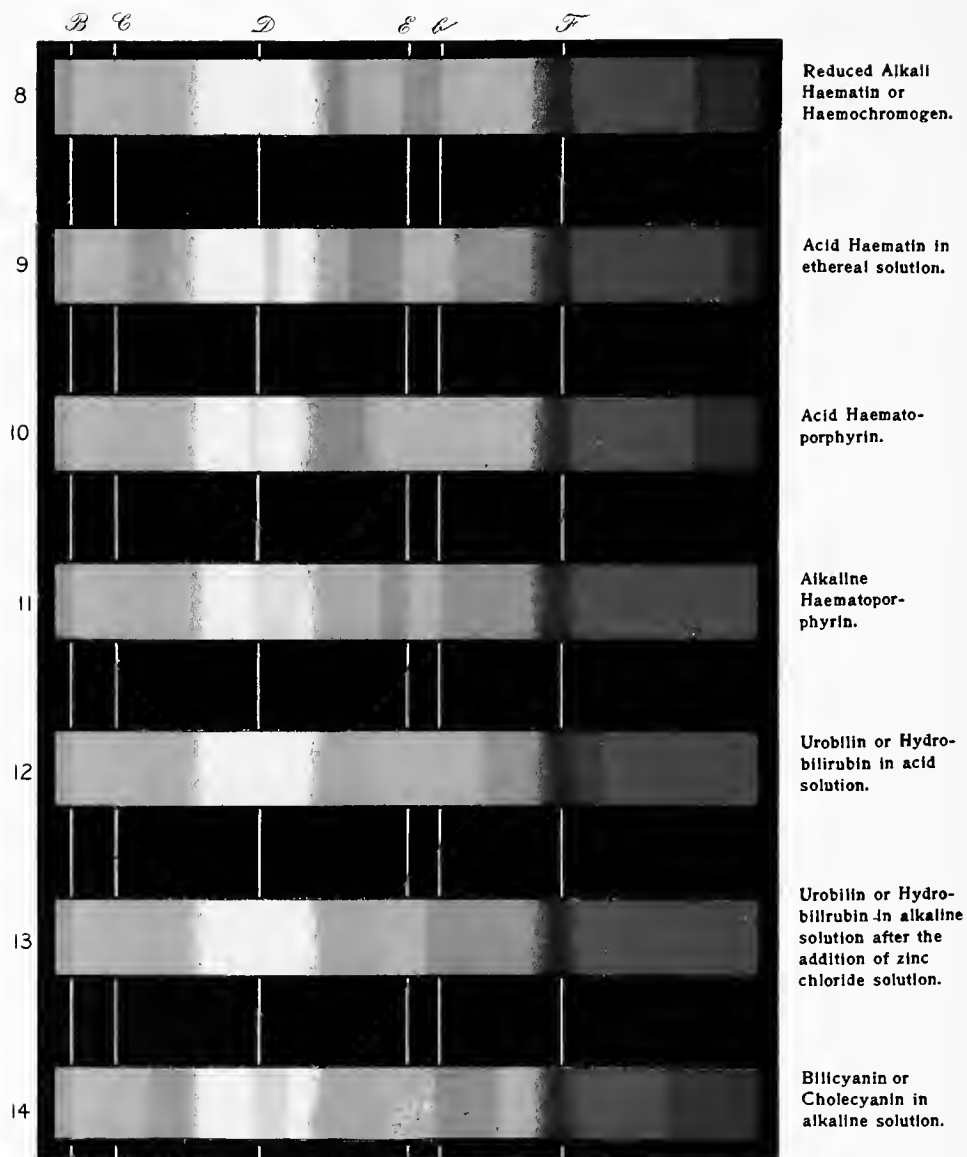 B C D E b F
8
Reduced Alkali
Haematin or
Haemochromogen.
9
Acid Haematin in
ethereal solution.
10
Acid Haemato-
porphyrin.
11
Alkaline
Haematopor-
phyrin.
12
Urobilin or Hydro-
bilirubin in acid
solution.
13
Urobilin or Hydro-
bilirubin in alkaline
solution after the
addition of zinc
chloride solution.
14
Bilicyanin or
Cholecyanin in
alkaline solution.